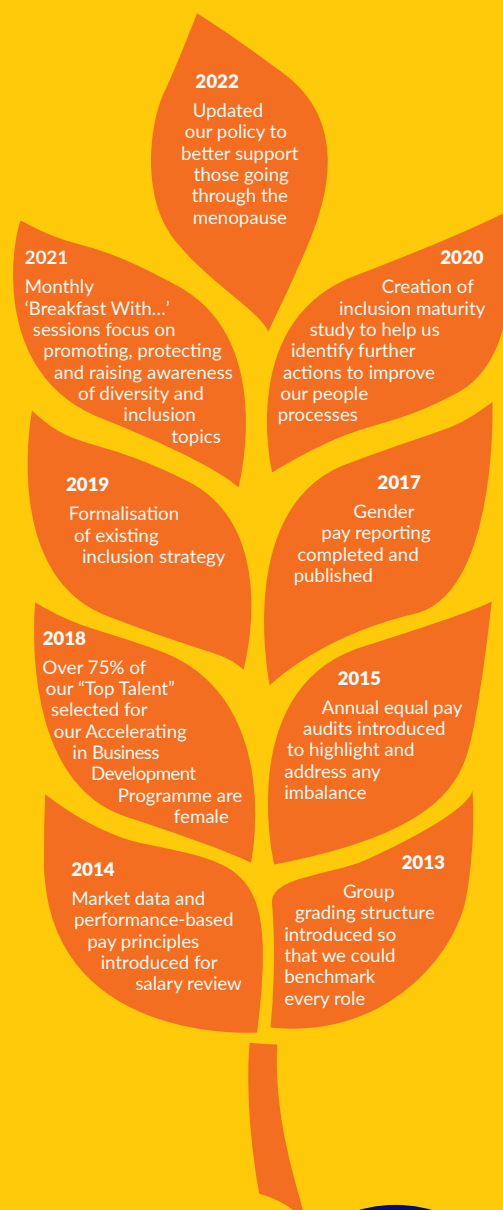 2022
Updated
our policy to
better support
those going
through the
menopause
2021
Monthly
‘Breakfast With...’
sessions focus on
promoting, protecting
and raising awareness
of diversity and
inclusion
topics
2020
Creation of
inclusion maturity
study to help us
identify further
actions to improve
our people
processes
2019
Formalisation
of existing
inclusion strategy
2017
Gender
pay reporting
completed and
published
2018
Over 75% of
our “Top Talent”
selected for
our Accelerating
in Business
Development
Programme are
female
2015
Annual equal pay
audits introduced
to highlight and
address any
imbalance
2014
Market data and
performance-based
pay principles
introduced for
salary review
2013
Group
grading structure
introduced so
that we could
benchmark
every role